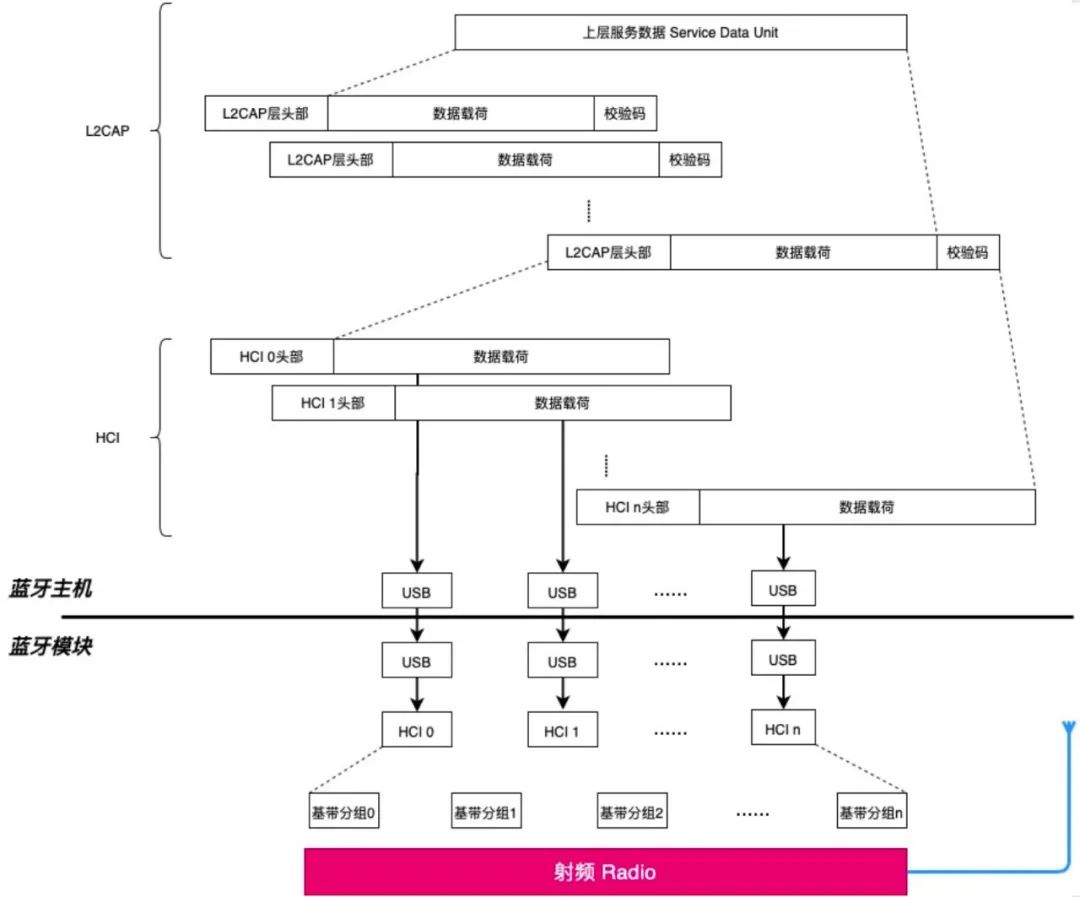 上层服务数据 Service Data Unit
L2CAP
L2CAP层头部 数据载荷 校验码
L2CAP层头部 数据载荷 校验码
L2CAP层头部 数据载荷 校验码
HCI
HCI 0头部 数据载荷
HCI 1头部 数据载荷
HCI n头部 数据载荷
蓝牙主机
USB USB ...... USB
蓝牙模块
USB USB ...... USB
HCI 0 HCI 1 ...... HCI n
基带分组0 基带分组1 基带分组2 ...... 基带分组n
射频 Radio